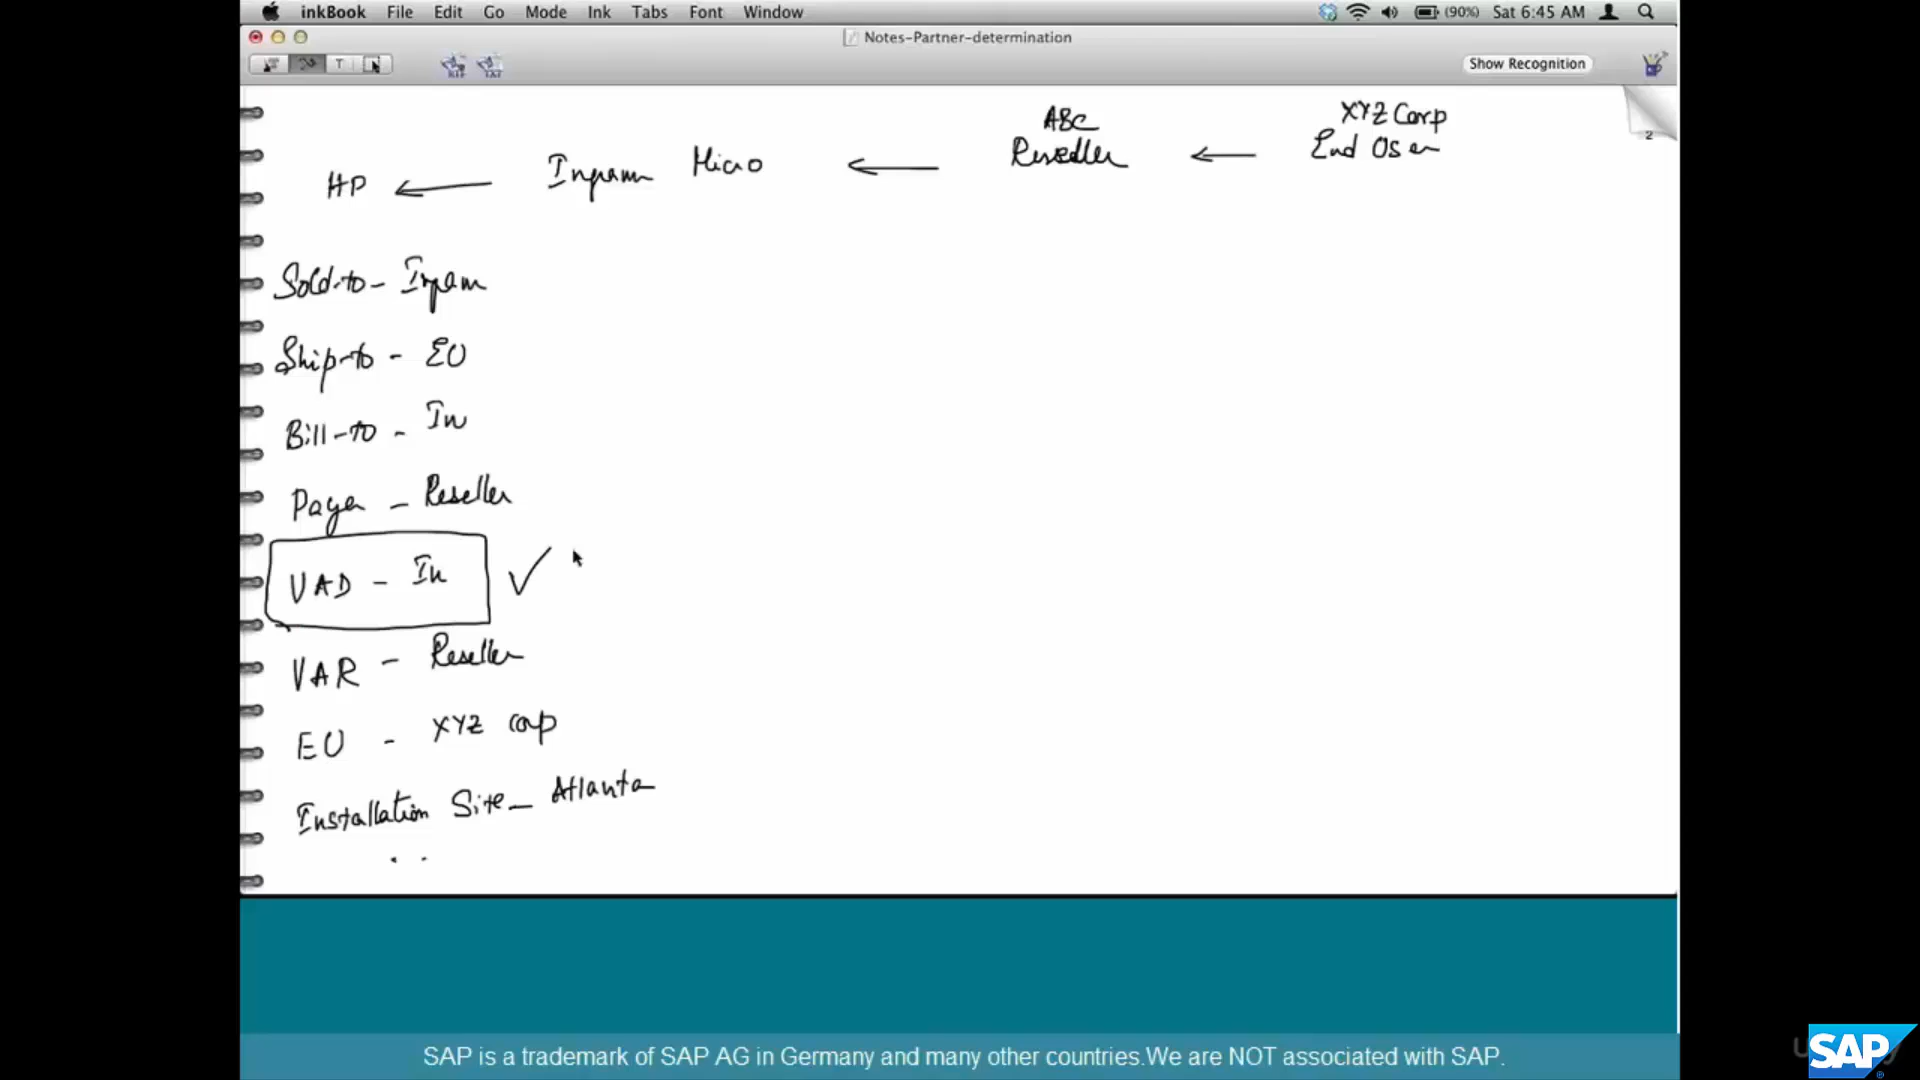 inkBook File Edit Go Mode Ink Tabs Font Window (90%) Sat 6:45 AM
Notes-Partner-determination
T Show Recognition
2
HP ← Ingram Micro ← ABC Reseller ← XYZ Corp End User
Sold-to - Ingram
Ship-to - EU
Bill-to - In
Payer - Reseller
VAD - In ✓
VAR - Reseller
EU - XYZ corp
Installation Site - Atlanta
. .
SAP is a trademark of SAP AG in Germany and many other countries.We are NOT associated with SAP.
SAP